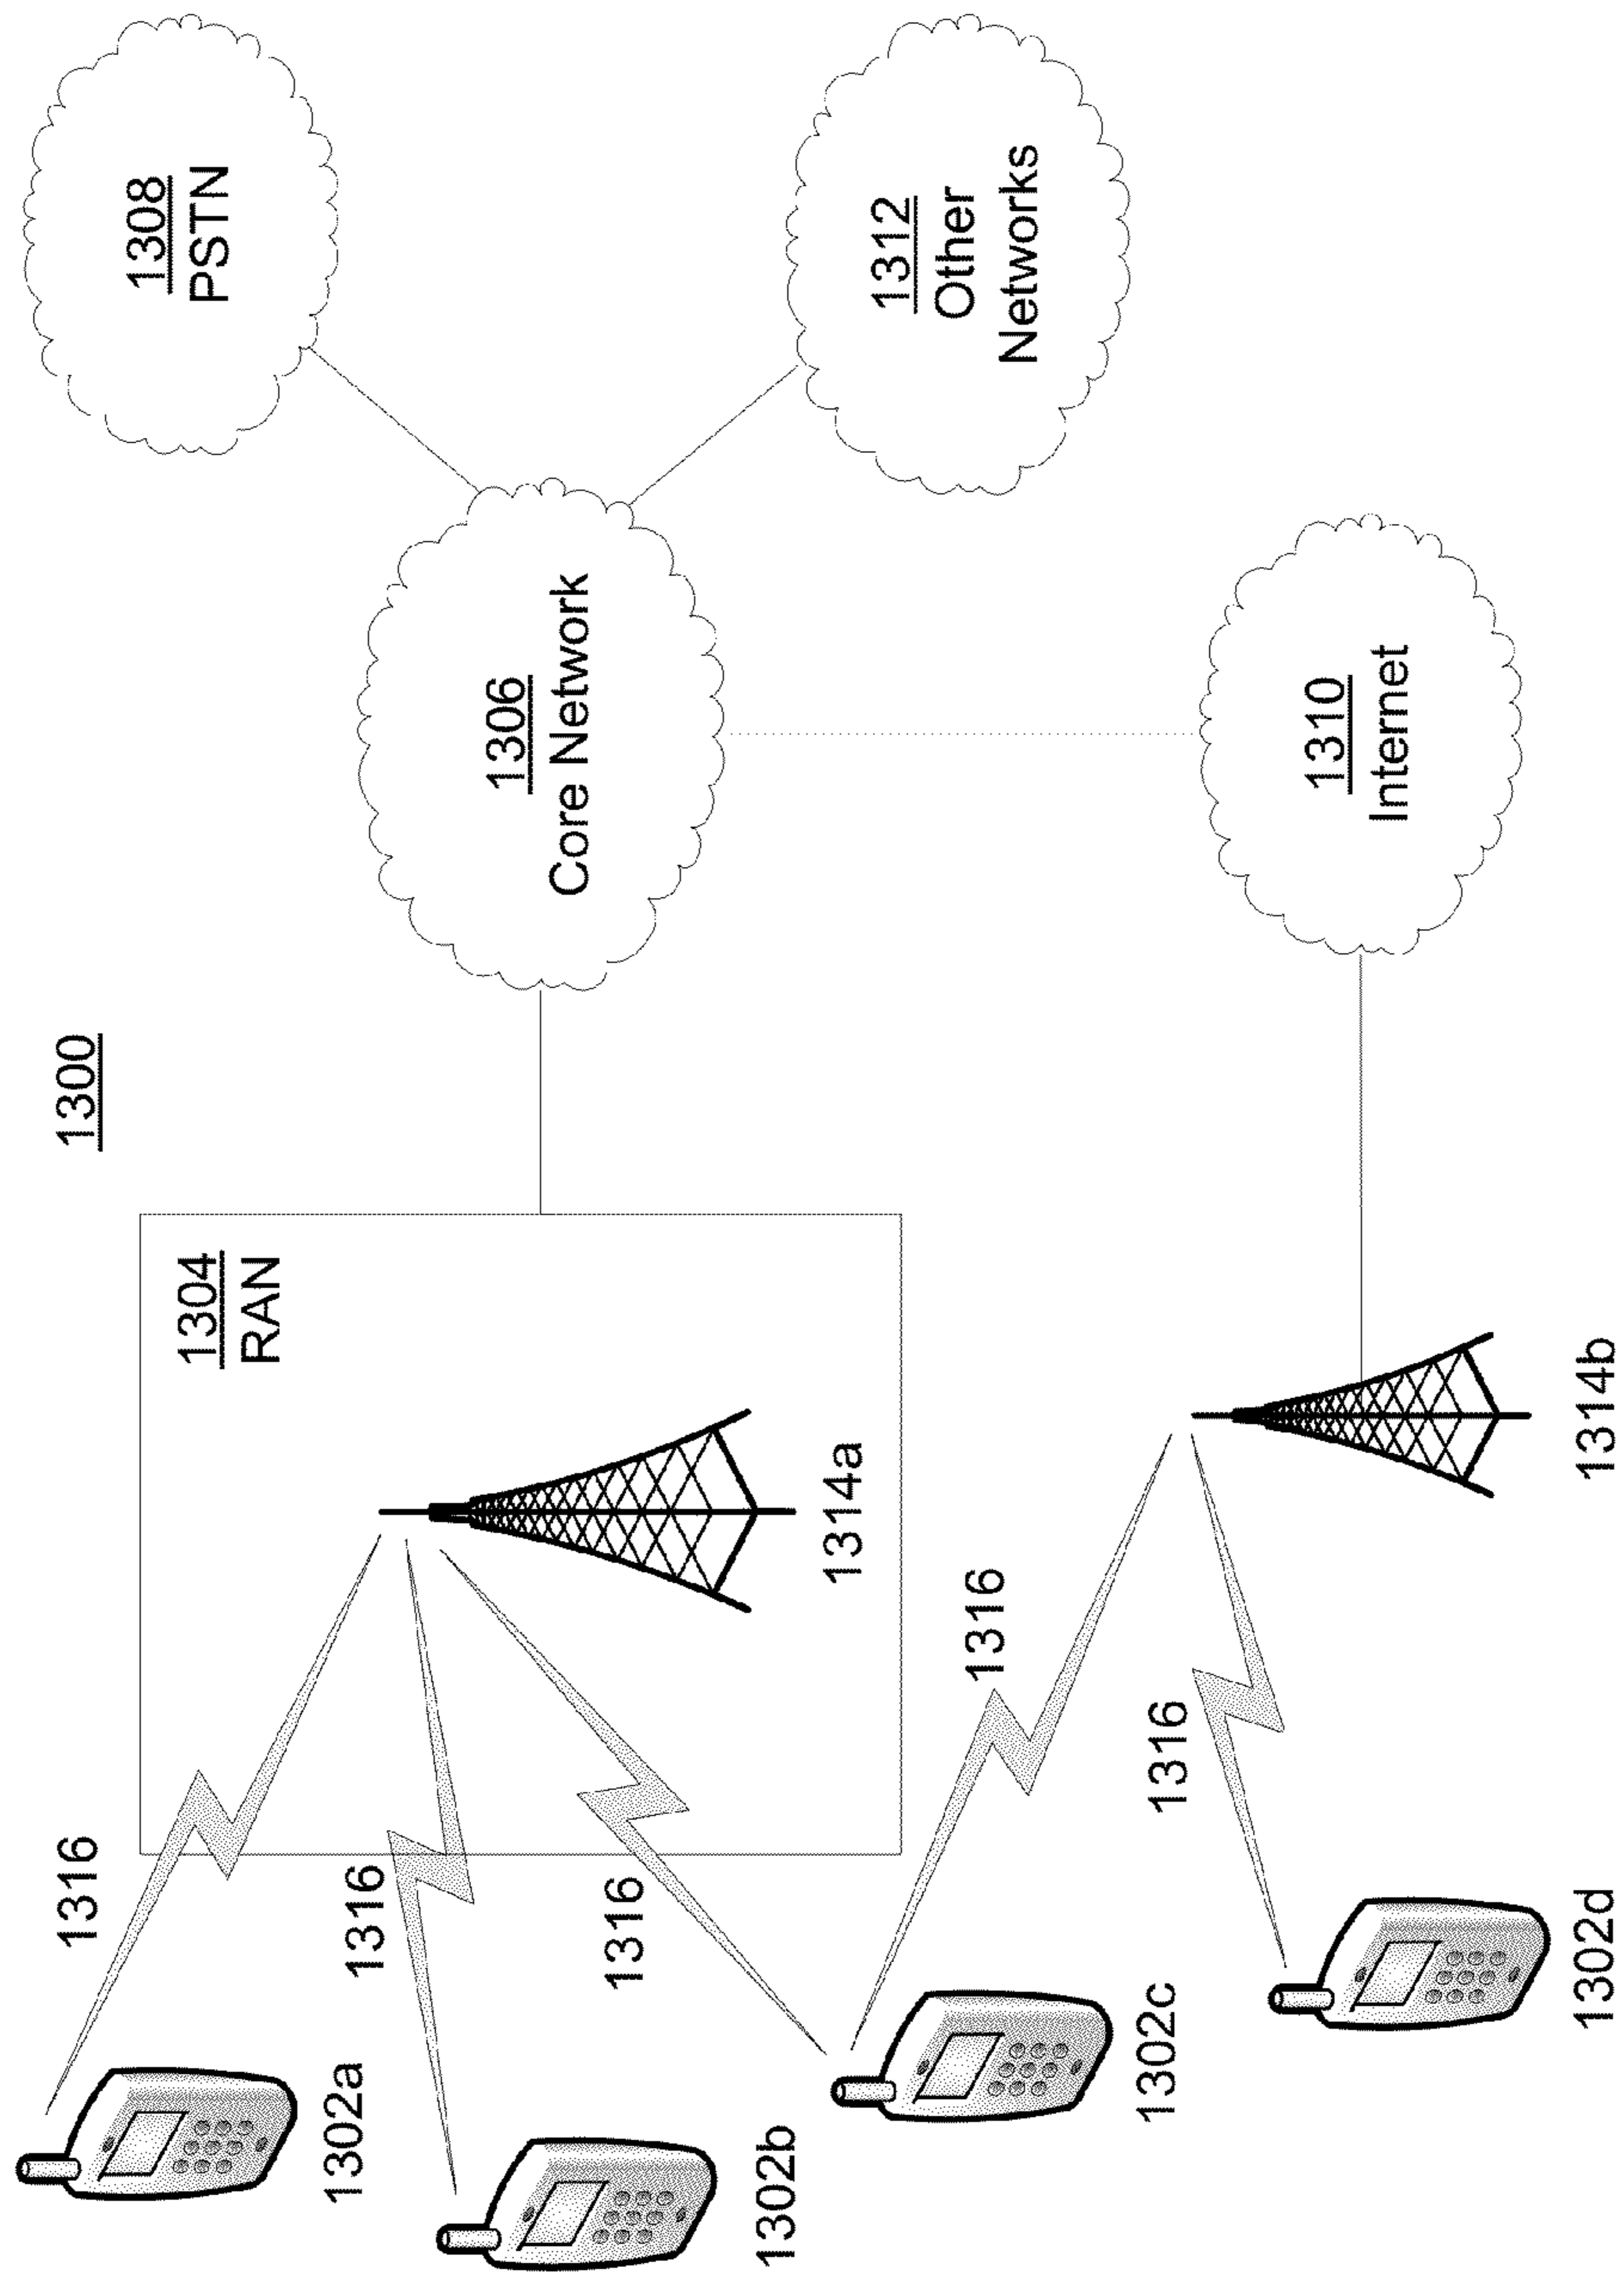 1300
1308
PSTN
1304
RAN
1306
Core Network
1312
Other
Networks
1310
Internet
1314a
1314b
1316
1316
1316
1316
1316
1302a
1302b
1302c
1302d